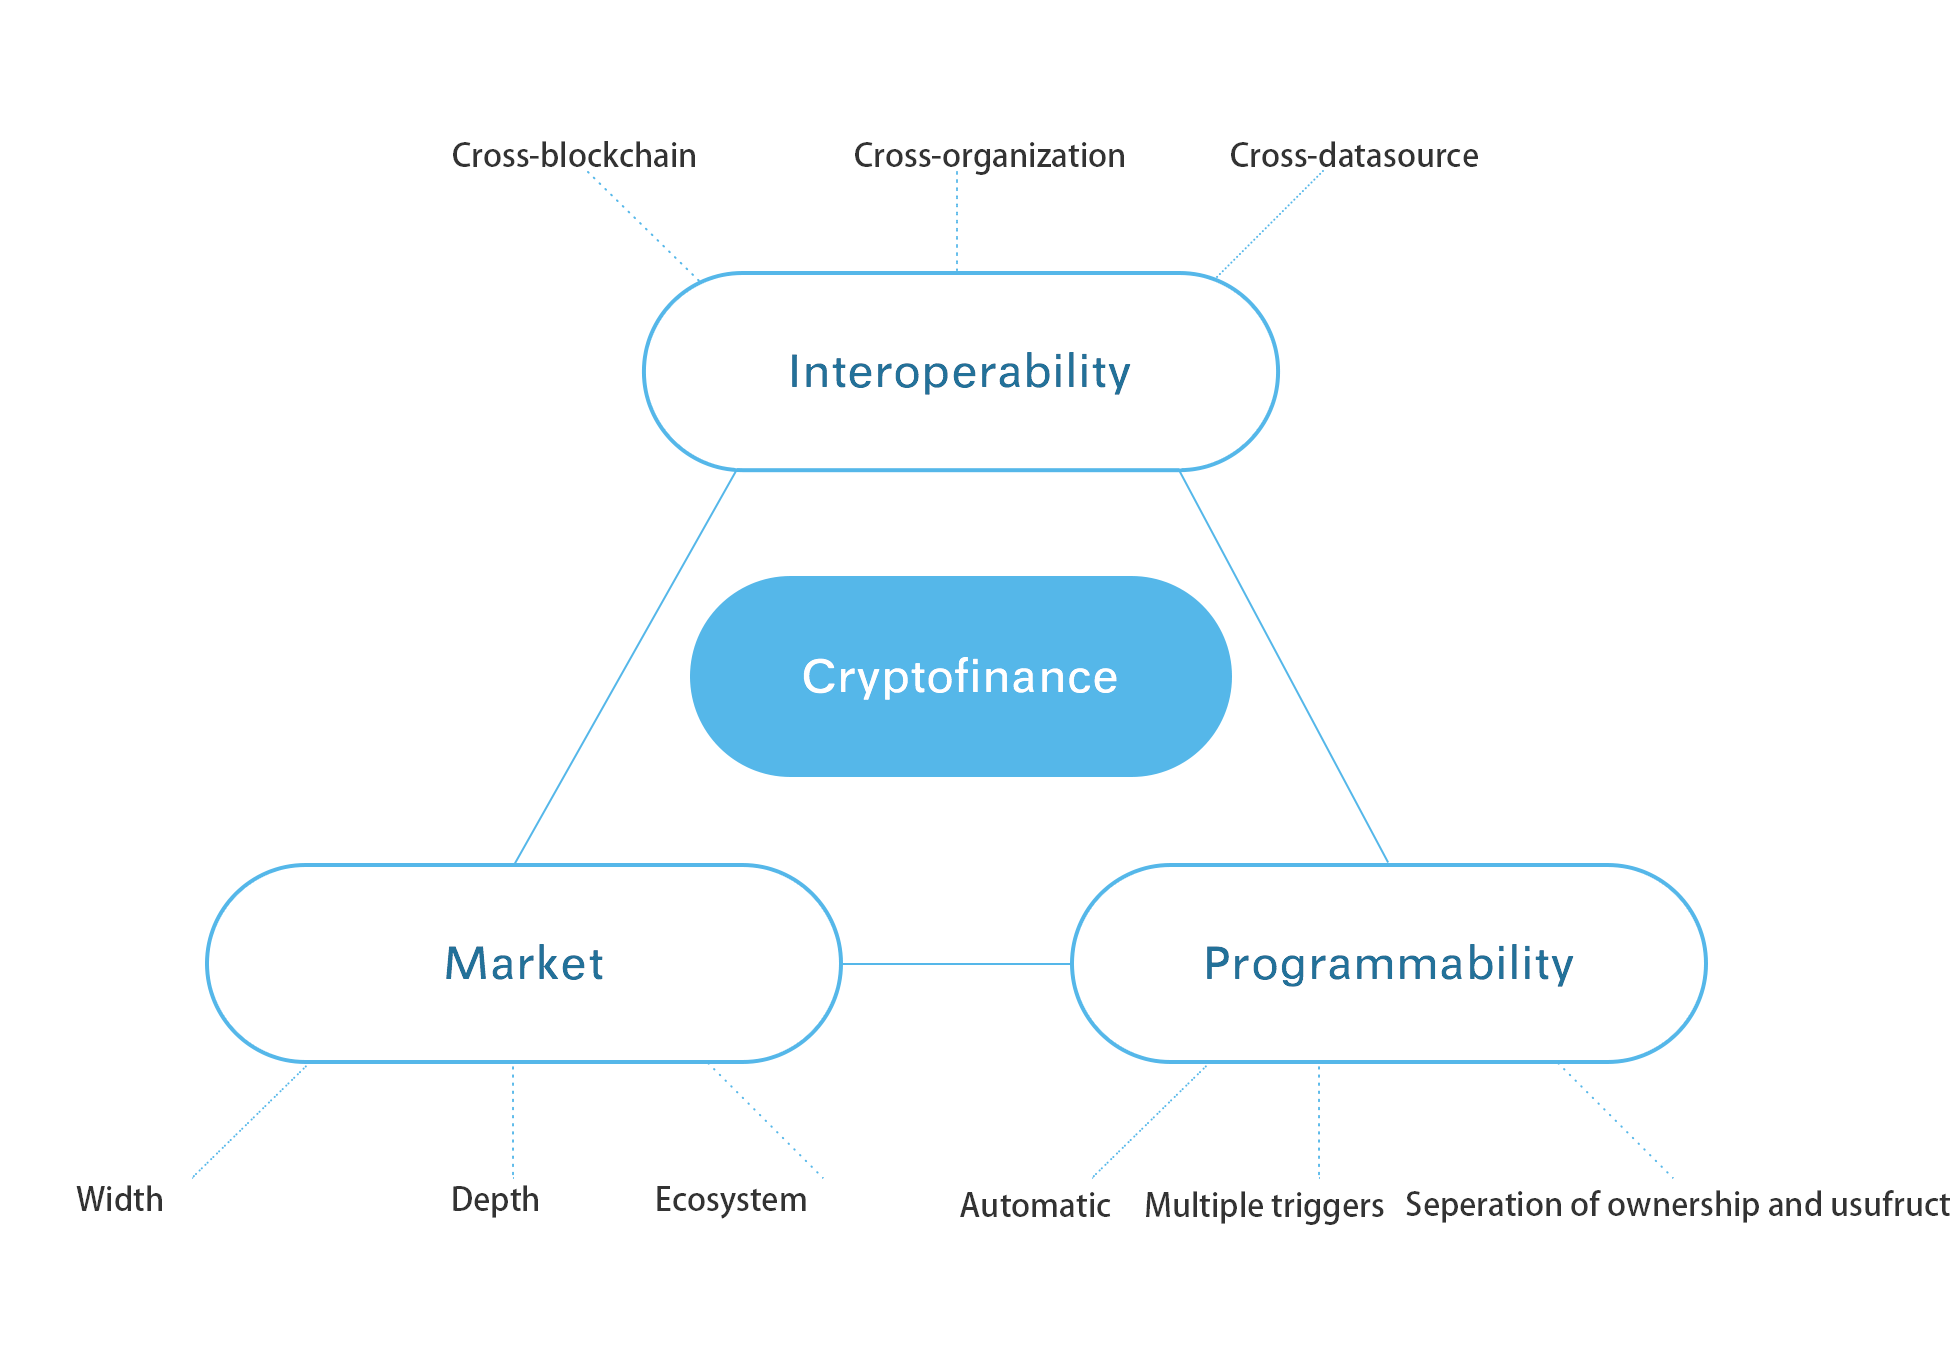 Cross-blockchain
Cross-organization
Cross-datasource
Interoperability
Cryptofinance
Market
Programmability
Width
Depth
Ecosystem
Automatic
Multiple triggers
Seperation of ownership and usufruct